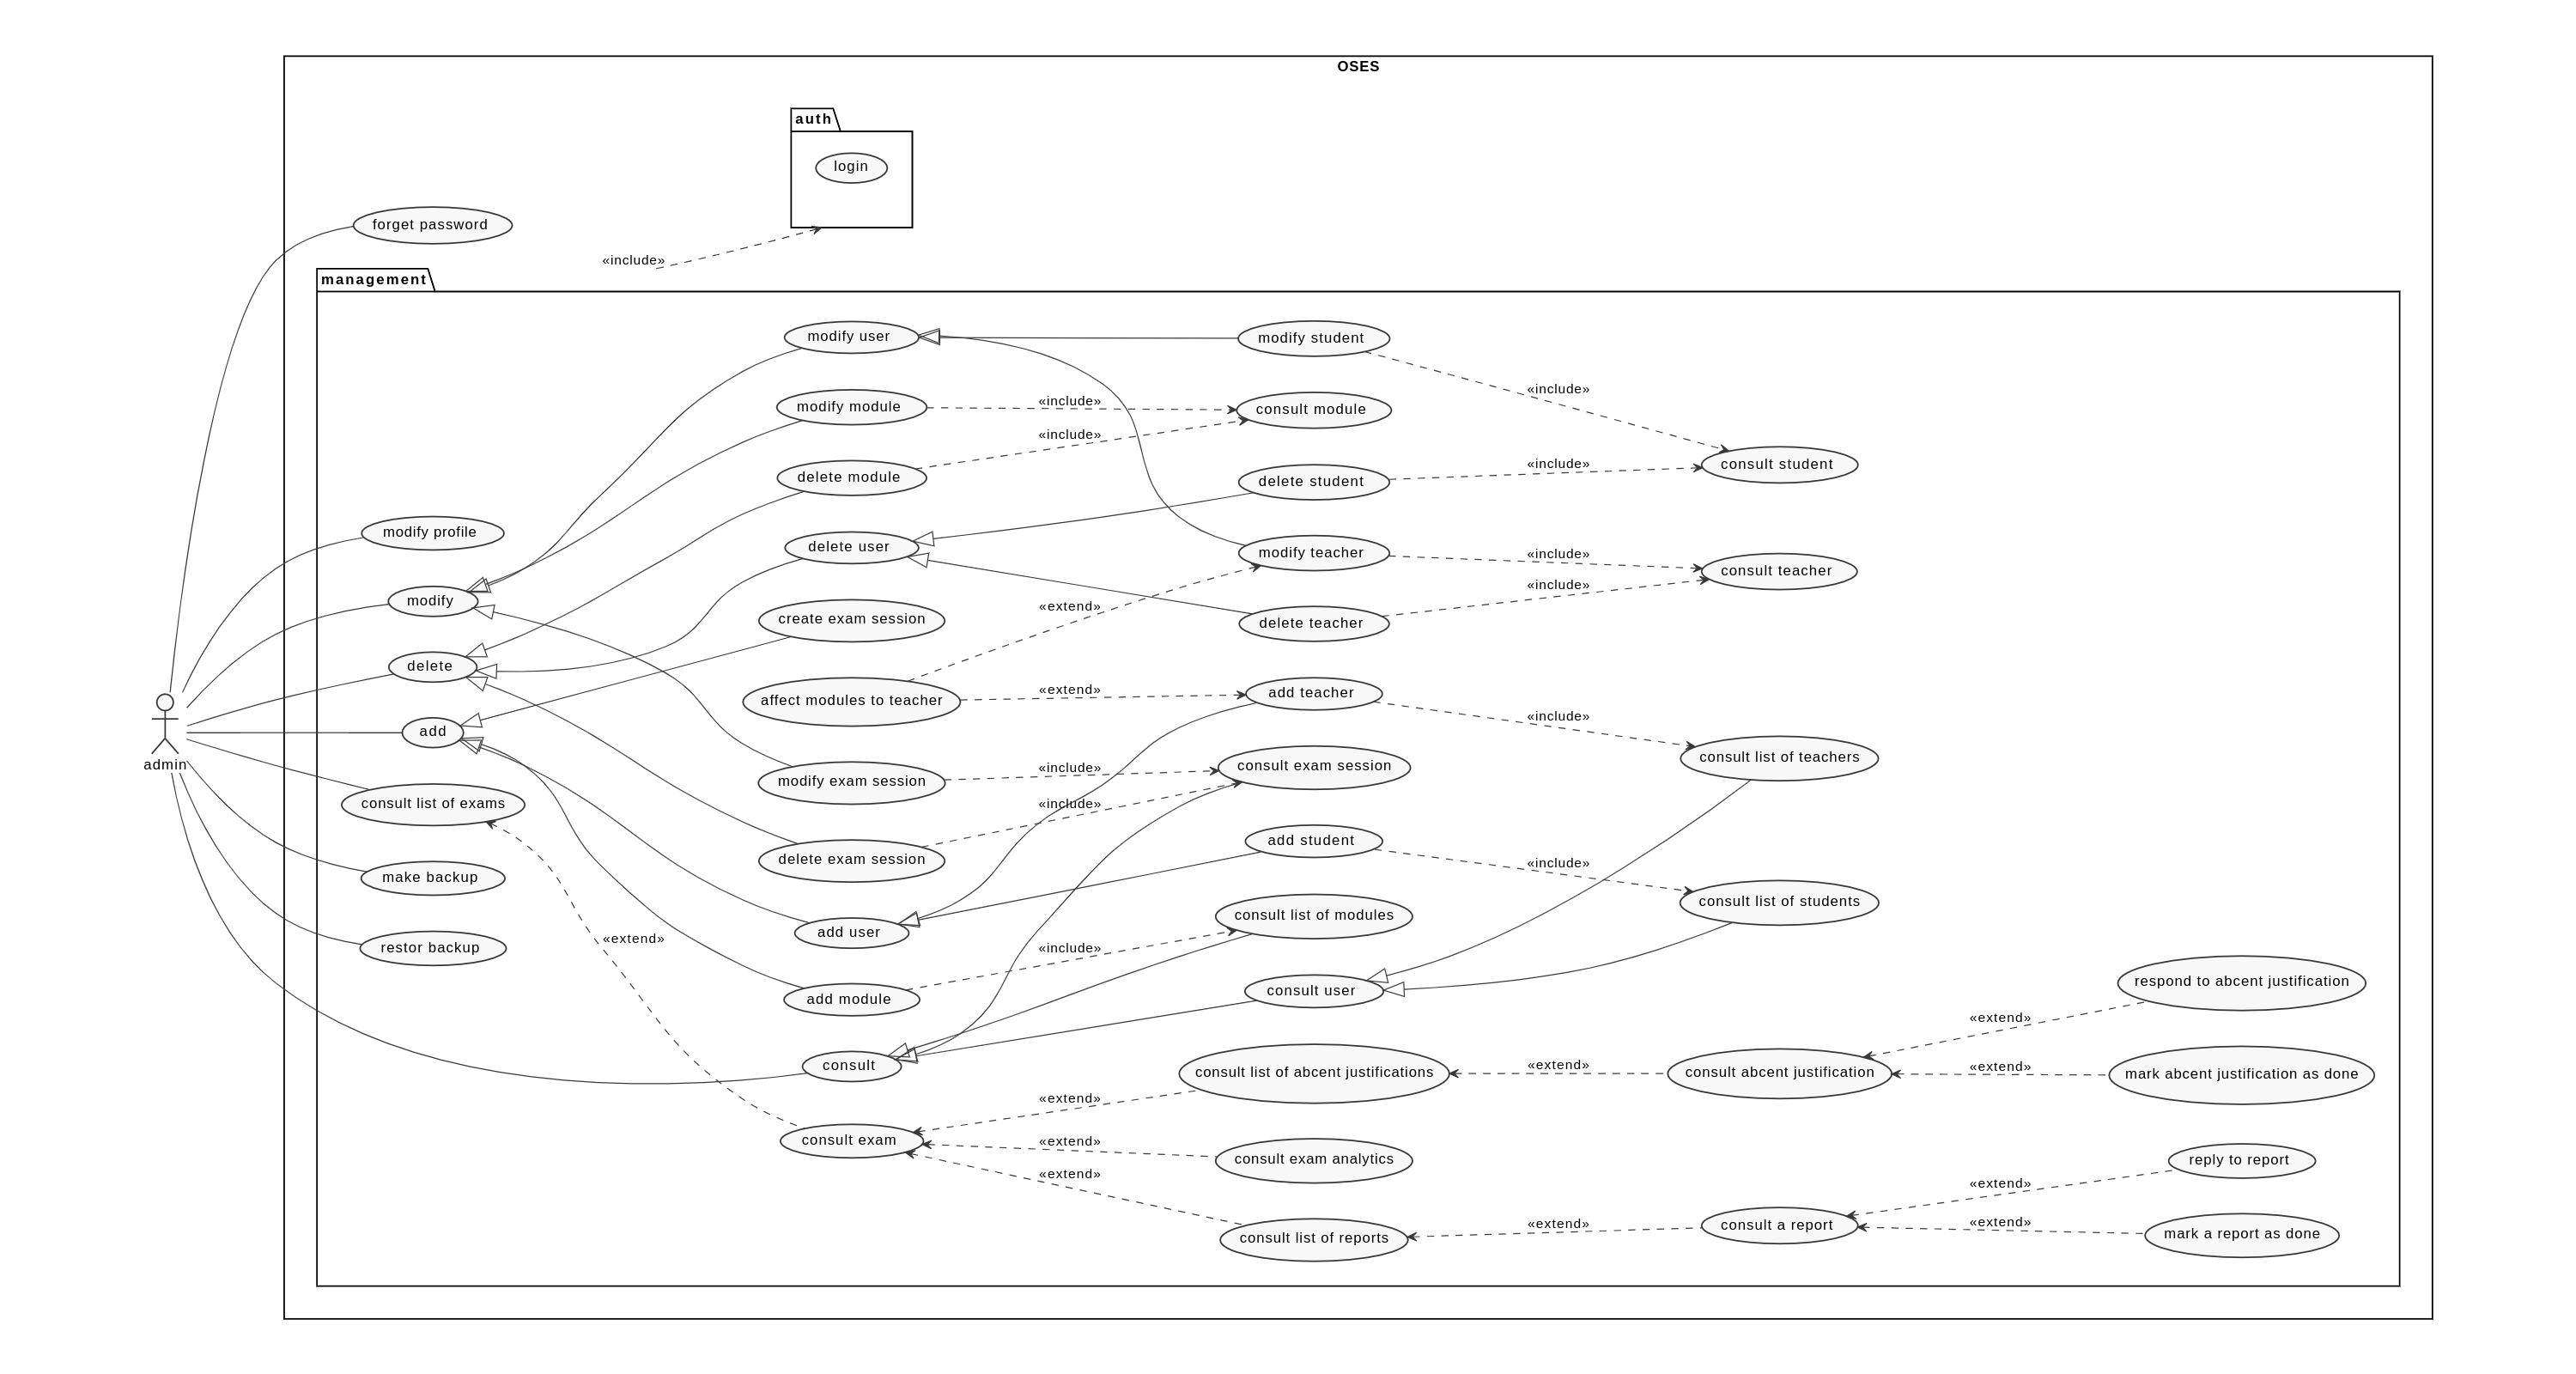 OSES
auth
login
forget password
«include»
management
modify user
modify student
«include»
modify module
«include»
consult module
«include»
delete module
consult student
«include»
delete student
modify profile
delete user
modify teacher
«include»
consult teacher
«include»
modify
«extend»
create exam session
delete teacher
delete
affect modules to teacher
«extend»
add teacher
«include»
add
admin
consult list of teachers
modify exam session
«include»
consult exam session
consult list of exams
«include»
add student
«include»
delete exam session
make backup
consult list of students
consult list of modules
add user
«extend»
restor backup
«include»
add module
consult user
respond to abcent justification
«extend»
consult
consult list of abcent justifications
«extend»
consult abcent justification
«extend»
mark abcent justification as done
«extend»
consult exam
«extend»
consult exam analytics
«extend»
reply to report
«extend»
consult list of reports
«extend»
consult a report
«extend»
mark a report as done